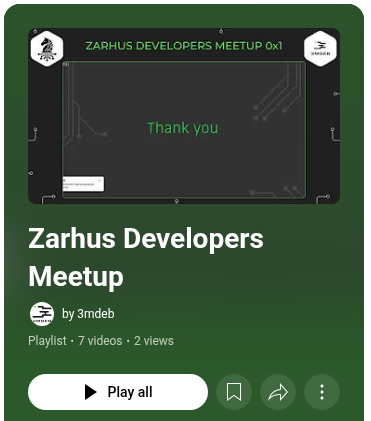 ZARHUS DEVELOPERS MEETUP 0x1
3MDEB
Thank you
Zarhus Developers
Meetup
3MDEB
by 3mdeb
Playlist • 7 videos • 2 views
Play all